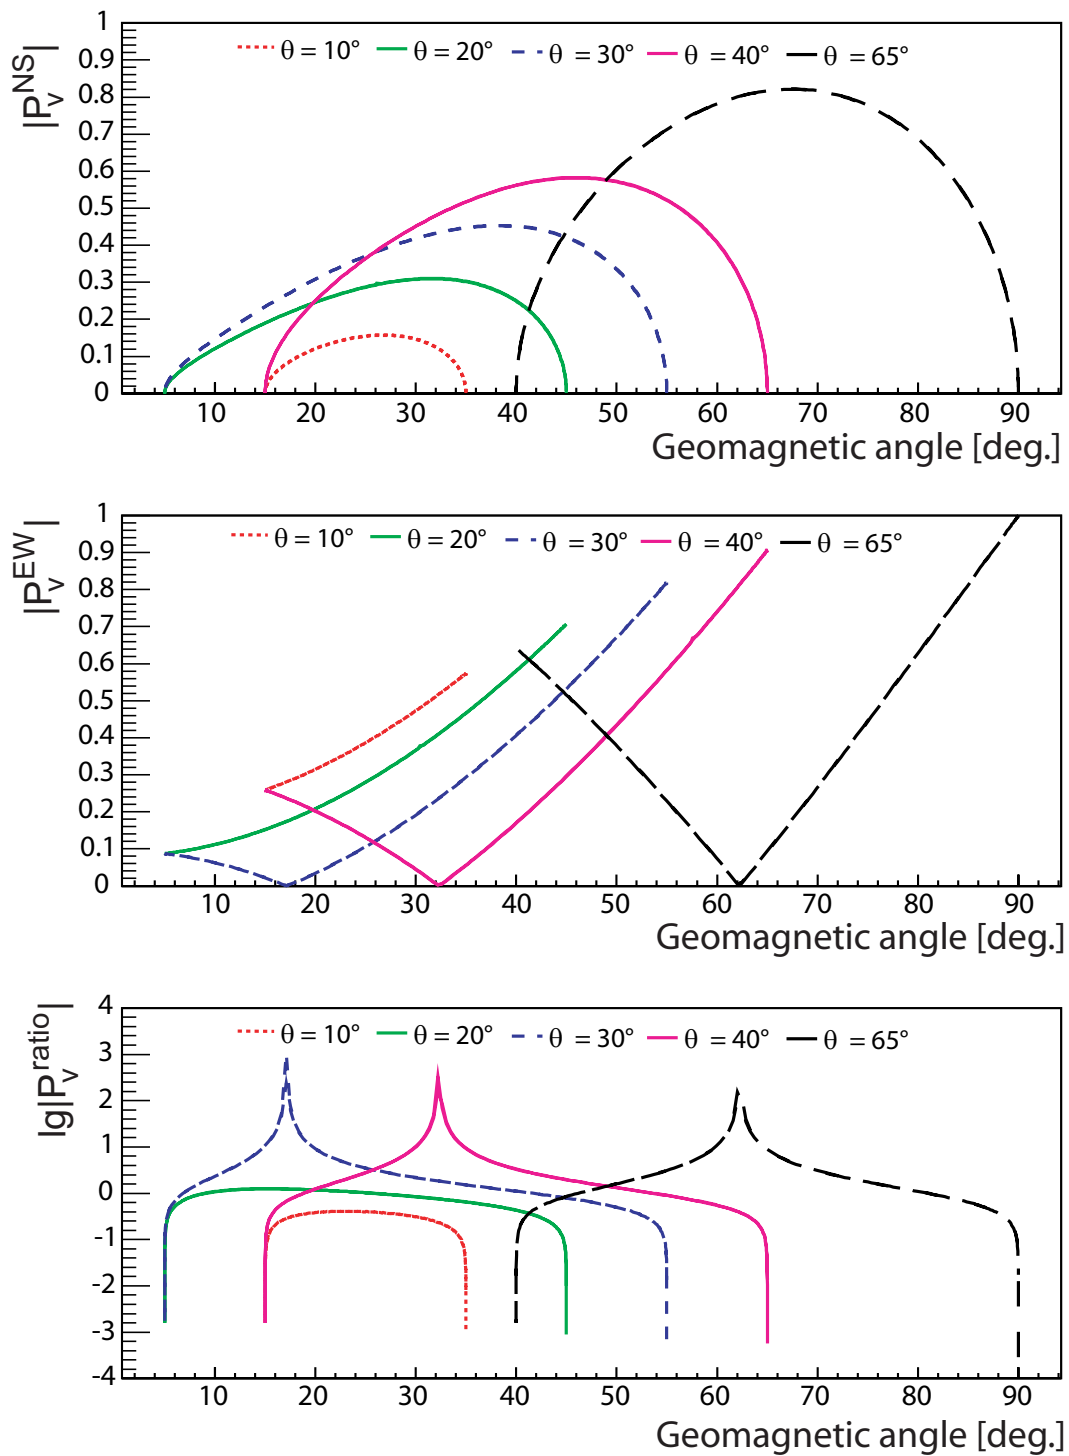 1
0.9
0.8
0.7
0.6
0.5
0.4
0.3
0.2
0.1
0
|P_v^NS|
θ = 10° θ = 20° θ = 30° θ = 40° θ = 65°
10 20 30 40 50 60 70 80 90
Geomagnetic angle [deg.]
1
0.9
0.8
0.7
0.6
0.5
0.4
0.3
0.2
0.1
0
|P_v^EW|
θ = 10° θ = 20° θ = 30° θ = 40° θ = 65°
10 20 30 40 50 60 70 80 90
Geomagnetic angle [deg.]
4
3
2
1
0
-1
-2
-3
-4
lg|P_v^ratio|
θ = 10° θ = 20° θ = 30° θ = 40° θ = 65°
10 20 30 40 50 60 70 80 90
Geomagnetic angle [deg.]